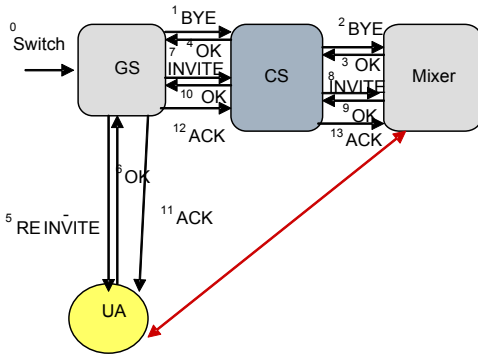 0 Switch
GS
1 BYE
4 OK
7 INVITE
10 OK
12 ACK
CS
2 BYE
3 OK
8 INVITE
9 OK
13 ACK
Mixer
5 RE-INVITE
6 OK
11 ACK
UA